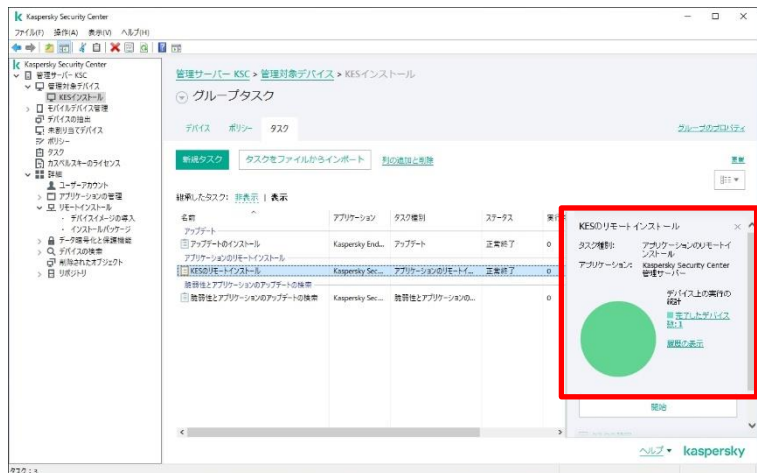 Kaspersky Security Center
ファイル(F) 操作(A) 表示(V) ヘルプ(H)
Kaspersky Security Center
管理サーバー KSC
管理対象デバイス
KESインストール
モバイルデバイス管理
デバイスの抽出
未割り当てデバイス
ポリシー
タスク
カスペルスキーのライセンス
詳細
ユーザーアカウント
アプリケーションの管理
リモートインストール
・ デバイスイメージの導入
・ インストールパッケージ
データ暗号化と保護機能
デバイスの検索
削除されたオブジェクト
リポジトリ
管理サーバー KSC > 管理対象デバイス > KESインストール
グループタスク
デバイス ポリシー タスク
グループのプロパティ
新規タスク タスクをファイルからインポート 列の追加と削除
更新
継承したタスク: 非表示 | 表示
名前 アプリケーション タスク種別 ステータス 実行
アップデート
アップデートのインストール Kaspersky End... アップデート 正常終了 0
アプリケーションのリモートインストール
KESのリモートインストール Kaspersky Sec... アプリケーションのリモートイ... 正常終了 0
脆弱性とアプリケーションのアップデートの検索
脆弱性とアプリケーションのアップデートの検索 Kaspersky Sec... 脆弱性とアプリケーションの... 0
KESのリモートインストール
タスク種別: アプリケーションのリモートイ
ンストール
アプリケーション: Kaspersky Security Center
管理サーバー
デバイス上の実行の
統計
完了したデバイス
数: 1
履歴の表示
開始
ヘルプ kaspersky
タスク : 3